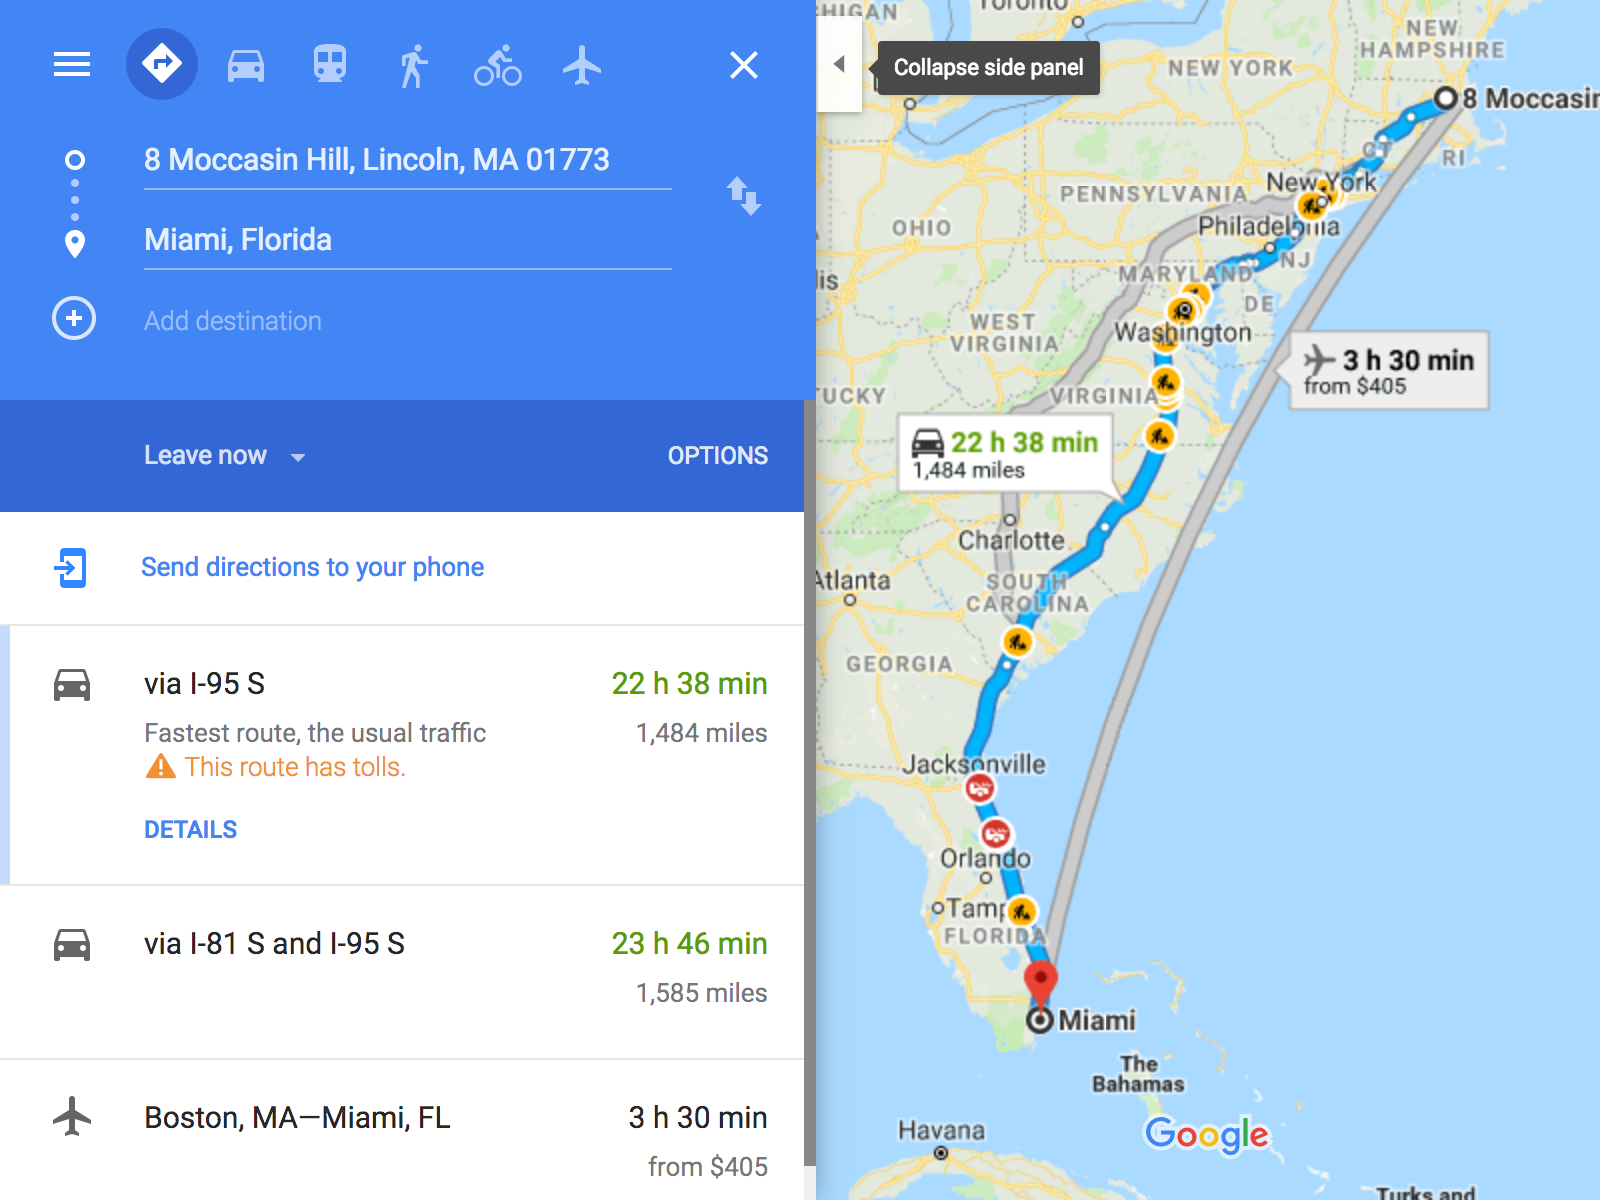 8 Moccasin Hill, Lincoln, MA 01773
Miami, Florida
Add destination
Leave now
OPTIONS
Send directions to your phone
via I-95 S
22 h 38 min
Fastest route, the usual traffic
1,484 miles
This route has tolls.
DETAILS
via I-81 S and I-95 S
23 h 46 min
1,585 miles
Boston, MA—Miami, FL
3 h 30 min
from $405
Collapse side panel
HIGAN
Toronto
NEW
HAMPSHIRE
NEW YORK
8 Moccasin
CT
RI
PENNSYLVANIA
New York
OHIO
Philadelphia
NJ
MARYLAND
lis
DE
WEST
VIRGINIA
Washington
3 h 30 min
from $405
TUCKY
VIRGINIA
22 h 38 min
1,484 miles
Charlotte
Atlanta
SOUTH
CAROLINA
GEORGIA
Jacksonville
Orlando
Tamp
FLORIDA
Miami
The
Bahamas
Havana
Google
Turks and